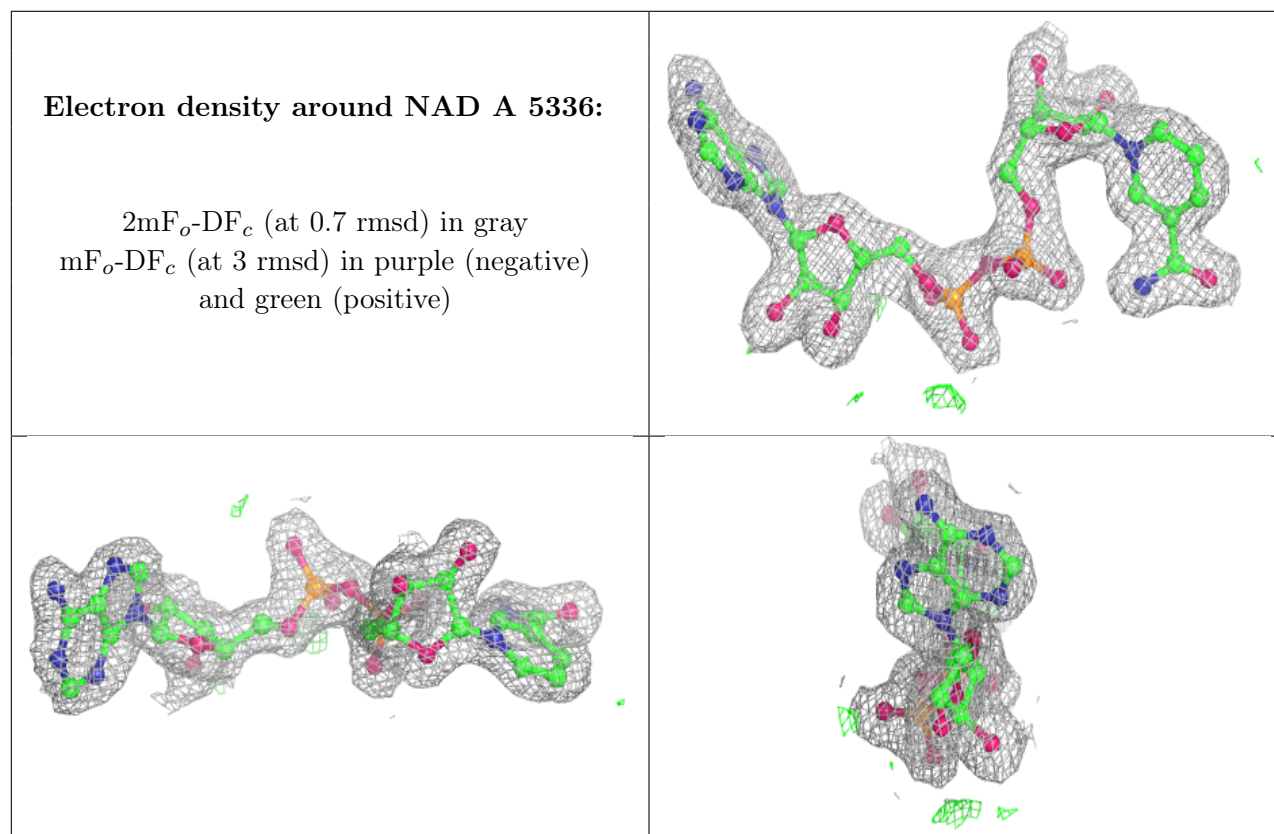 Electron density around NAD A 5336:
2mFo-DFc (at 0.7 rmsd) in gray
mFo-DFc (at 3 rmsd) in purple (negative)
and green (positive)